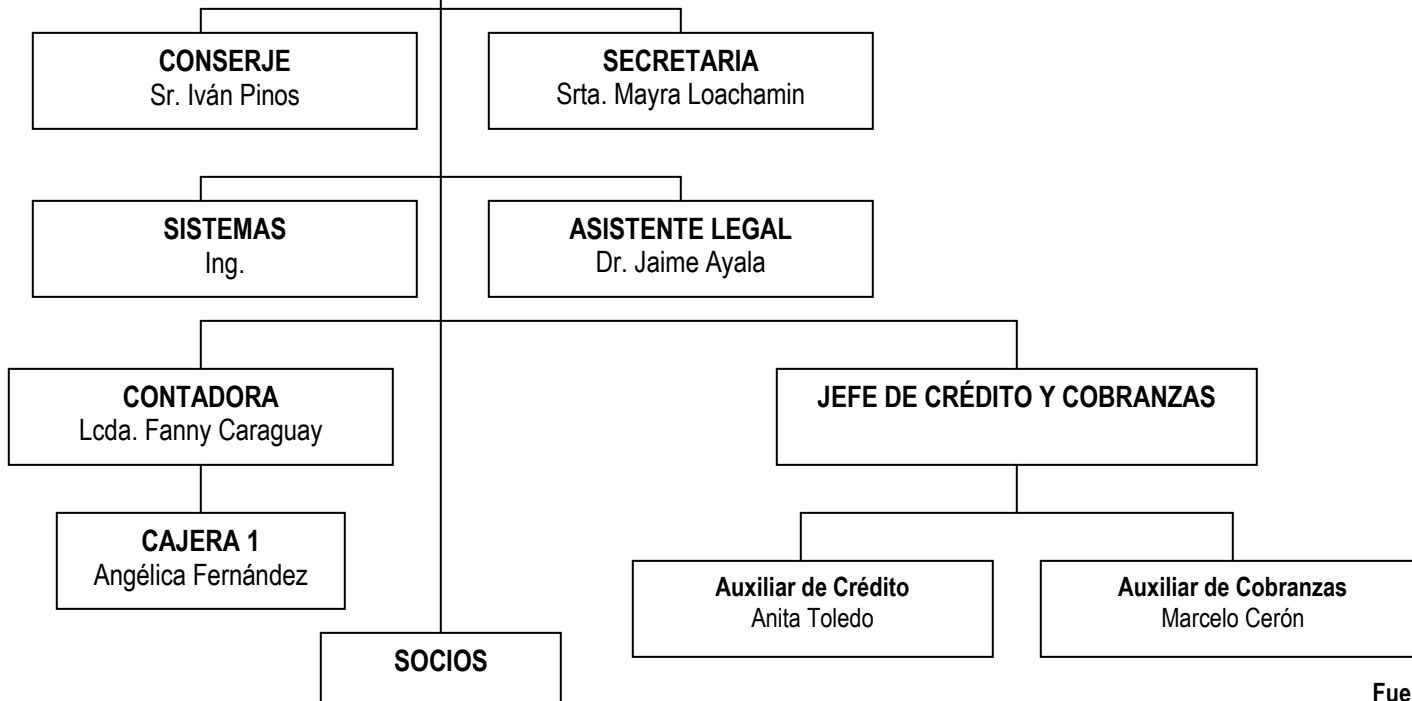 CONSERJE
Sr. Iván Pinos
SECRETARIA
Srta. Mayra Loachamin
SISTEMAS
Ing.
ASISTENTE LEGAL
Dr. Jaime Ayala
CONTADORA
Lcda. Fanny Caraguay
JEFE DE CRÉDITO Y COBRANZAS
CAJERA 1
Angélica Fernández
Auxiliar de Crédito
Anita Toledo
Auxiliar de Cobranzas
Marcelo Cerón
SOCIOS
Fue